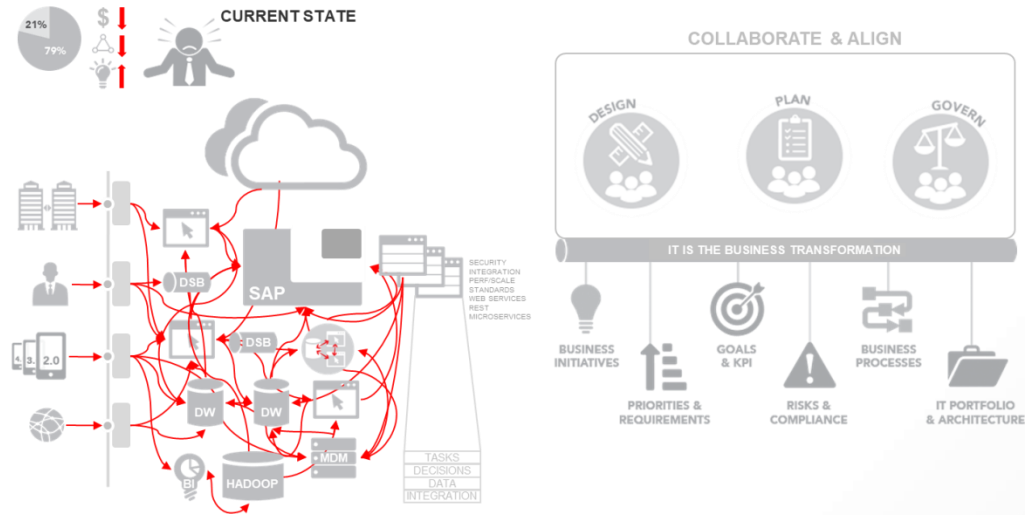 CURRENT STATE
21%
79%
$
DSB
SAP
SECURITY
INTEGRATION
PERF/SCALE
STANDARDS
WEB SERVICES
REST
MICROSERVICES
DSB
3.
2.0
DW
DW
MDM
BI
HADOOP
TASKS
DECISIONS
DATA
INTEGRATION
COLLABORATE & ALIGN
DESIGN
PLAN
GOVERN
IT IS THE BUSINESS TRANSFORMATION
BUSINESS
INITIATIVES
PRIORITIES &
REQUIREMENTS
GOALS
& KPI
RISKS &
COMPLIANCE
BUSINESS
PROCESSES
IT PORTFOLIO
& ARCHITECTURE